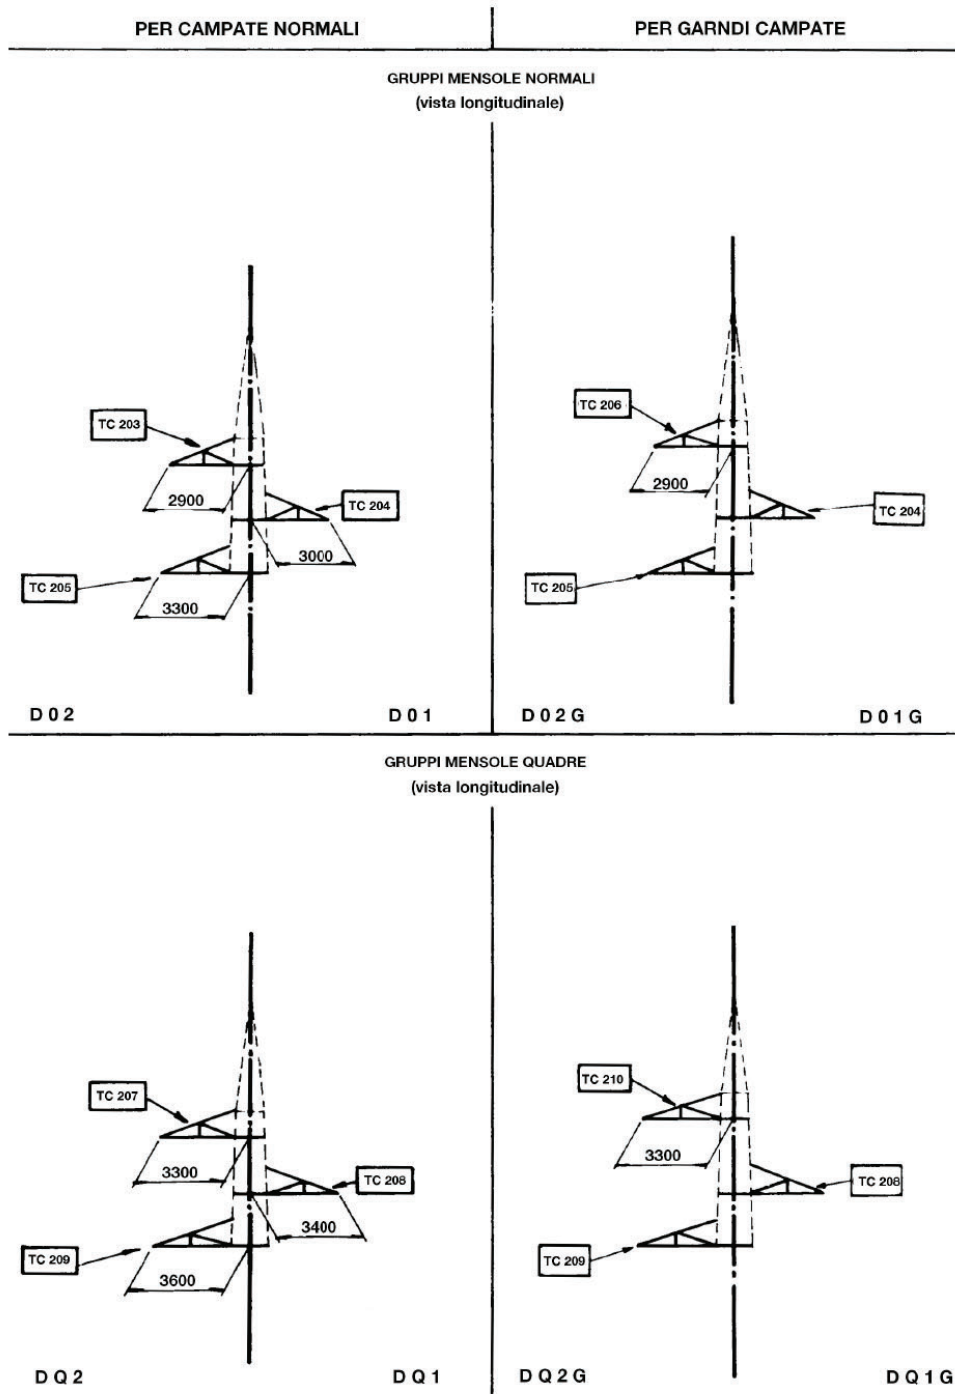 PER CAMPATE NORMALI
PER GARNDI CAMPATE
GRUPPI MENSOLE NORMALI
(vista longitudinale)
TC 203
2900
TC 204
3000
TC 205
3300
D 0 2
D 0 1
TC 206
2900
TC 204
TC 205
D 0 2 G
D 0 1 G
GRUPPI MENSOLE QUADRE
(vista longitudinale)
TC 207
3300
TC 208
3400
TC 209
3600
D Q 2
D Q 1
TC 210
3300
TC 208
TC 209
D Q 2 G
D Q 1 G